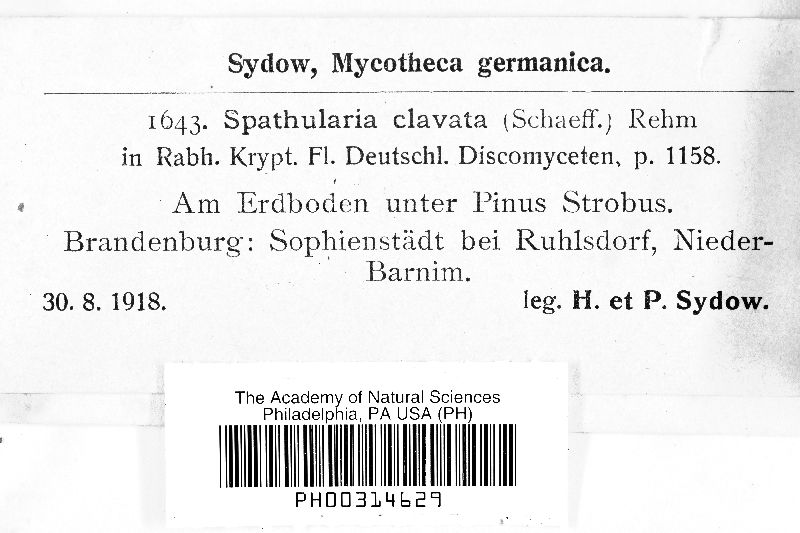 Sydow, Mycotheca germanica.
1643. Spathularia clavata (Schaeff.) Rehm
in Rabh. Krypt. Fl. Deutschl. Discomyceten, p. 1158.
Am Erdboden unter Pinus Strobus.
Brandenburg: Sophienstädt bei Ruhlsdorf, Nieder-
Barnim.
30. 8. 1918. leg. H. et P. Sydow.
The Academy of Natural Sciences
Philadelphia, PA USA (PH)
PH00314629